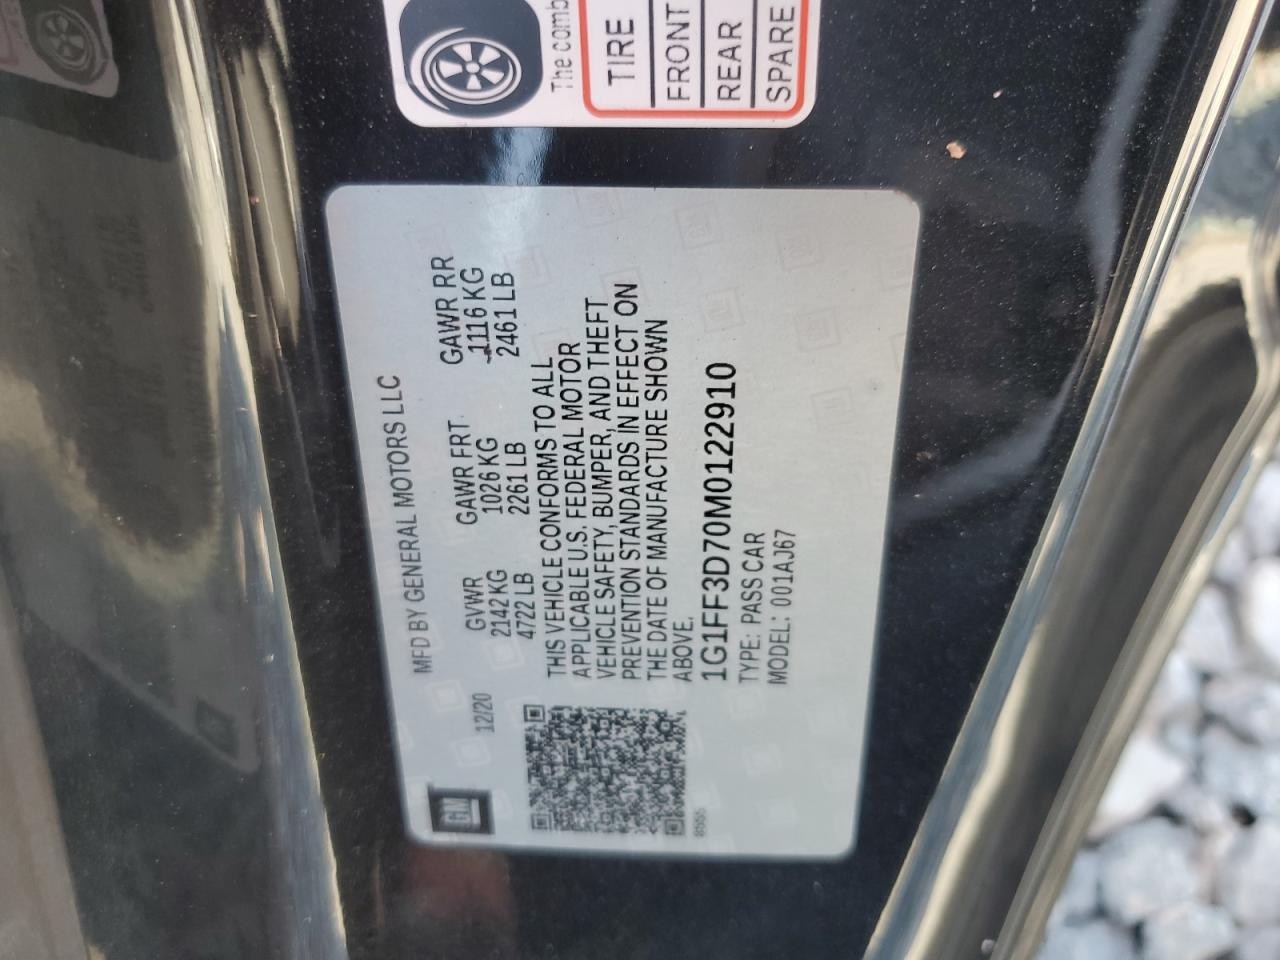 The comb
TIRE
FRONT
REAR
SPARE
GM
12/20
MFD BY GENERAL MOTORS LLC
GVWR GAWR FRT GAWR RR
2142 KG 1026 KG 1116 KG
4722 LB 2261 LB 2461 LB
THIS VEHICLE CONFORMS TO ALL
APPLICABLE U.S. FEDERAL MOTOR
VEHICLE SAFETY, BUMPER, AND THEFT
PREVENTION STANDARDS IN EFFECT ON
THE DATE OF MANUFACTURE SHOWN
ABOVE.
1G1FF3D70M0122910
TYPE: PASS CAR
MODEL: 001AJ67